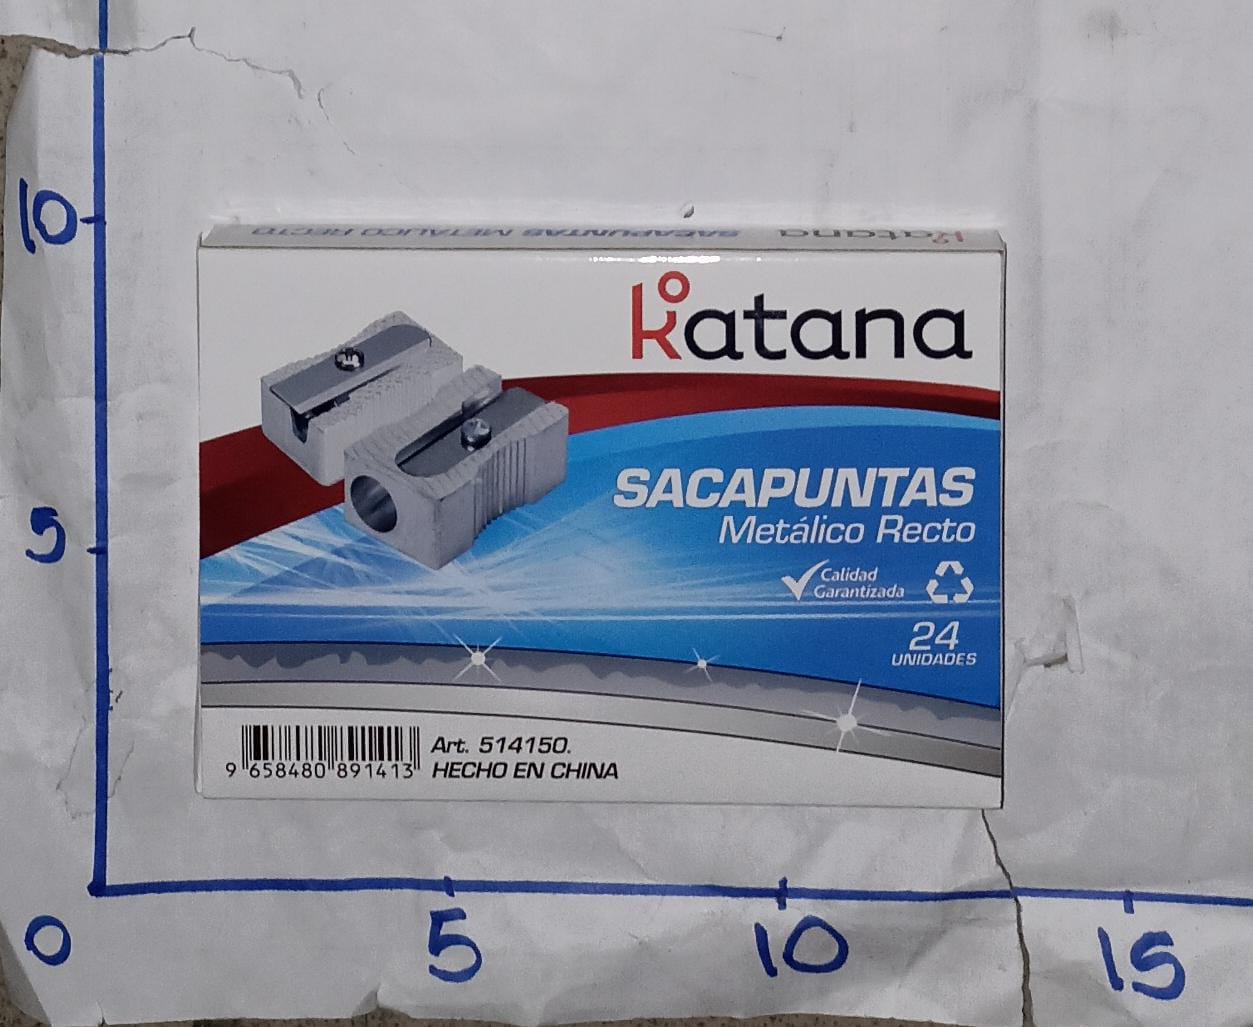 10
SACAPUNTAS METALICO RECTO katana
katana
SACAPUNTAS
Metálico Recto
5
Calidad
Garantizada
24
UNIDADES
Art. 514150.
9 658480 891413 HECHO EN CHINA
0
5
10
15